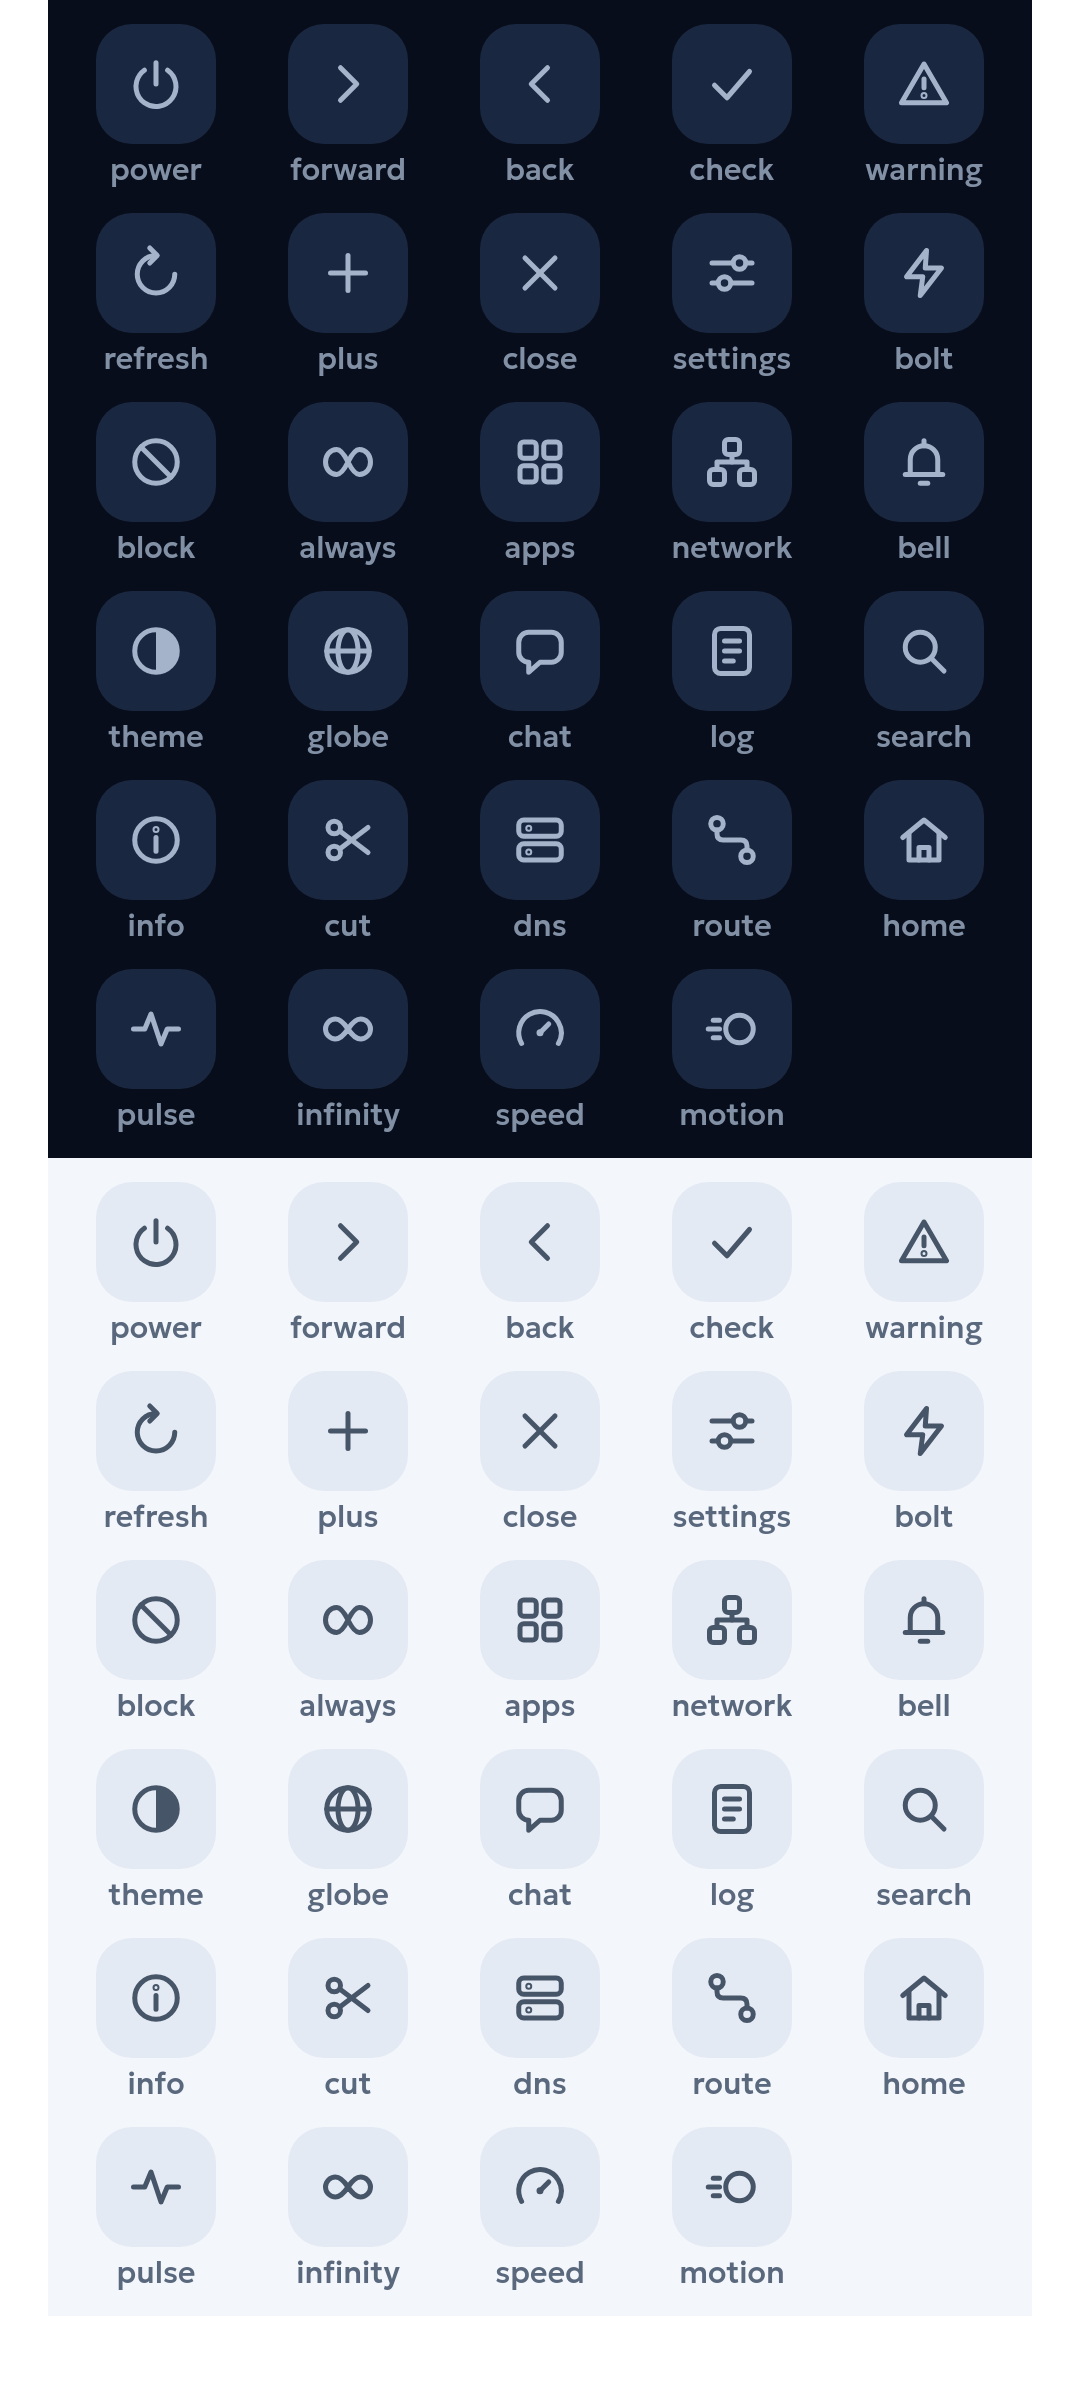 power forward back check warning
refresh plus close settings bolt
block always apps network bell
theme globe chat log search
info cut dns route home
pulse infinity speed motion
power forward back check warning
refresh plus close settings bolt
block always apps network bell
theme globe chat log search
info cut dns route home
pulse infinity speed motion